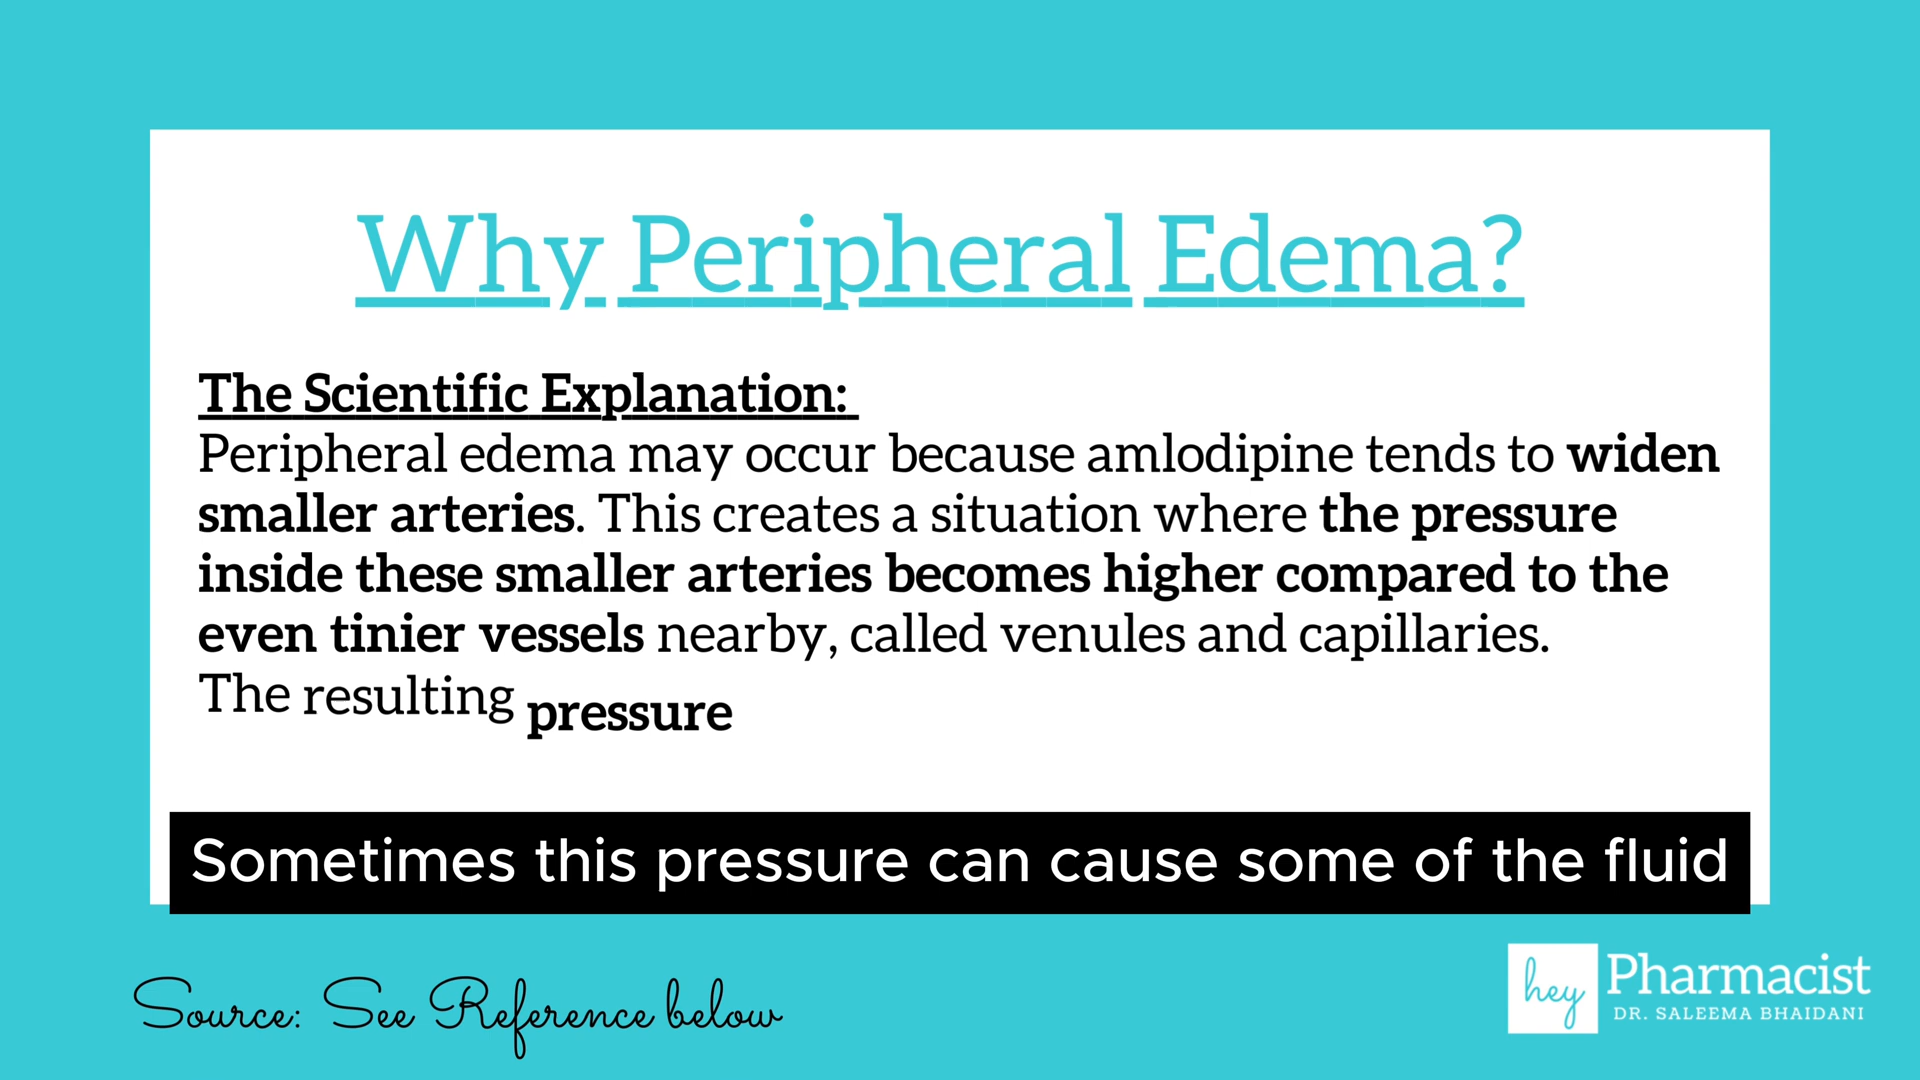 Why Peripheral Edema?
The Scientific Explanation:
Peripheral edema may occur because amlodipine tends to widen
smaller arteries. This creates a situation where the pressure
inside these smaller arteries becomes higher compared to the
even tinier vessels nearby, called venules and capillaries.
The resulting pressure
Sometimes this pressure can cause some of the fluid
Source: See Reference below
hey Pharmacist
DR. SALEEMA BHAIDANI